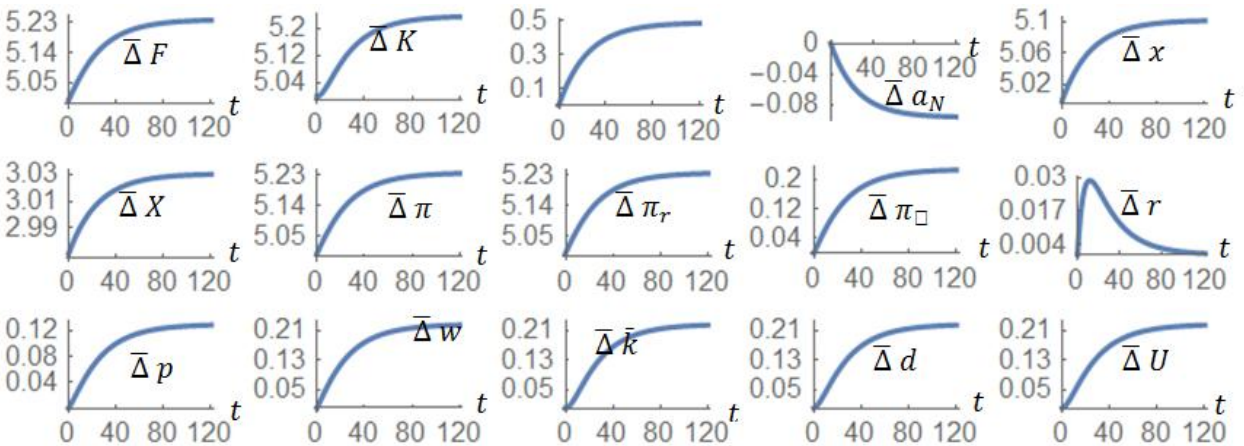 5.23 5.14 5.05 Δ̅ F t 0 40 80 120
5.2 5.12 5.04 Δ̅ K t 0 40 80 120
0.5 0.3 0.1 t 0 40 80 120
0 −0.04 −0.08 40 80 120 Δ̅ a_N t
5.1 5.06 5.02 Δ̅ x t 0 40 80 120
3.03 3.01 2.99 Δ̅ X t 0 40 80 120
5.23 5.14 5.05 Δ̅ π t 0 40 80 120
5.23 5.14 5.05 Δ̅ π_r t 0 40 80 120
0.2 0.12 0.04 Δ̅ π_□ t 0 40 80 120
0.03 0.017 0.004 Δ̅ r t 0 40 80 120
0.12 0.08 0.04 Δ̅ p t 0 40 80 120
0.21 0.13 0.05 Δ̅ w t 0 40 80 120
0.21 0.13 0.05 Δ̅ k̄ t 0 40 80 120
0.21 0.13 0.05 Δ̅ d t 0 40 80 120
0.21 0.13 0.05 Δ̅ U t 0 40 80 120